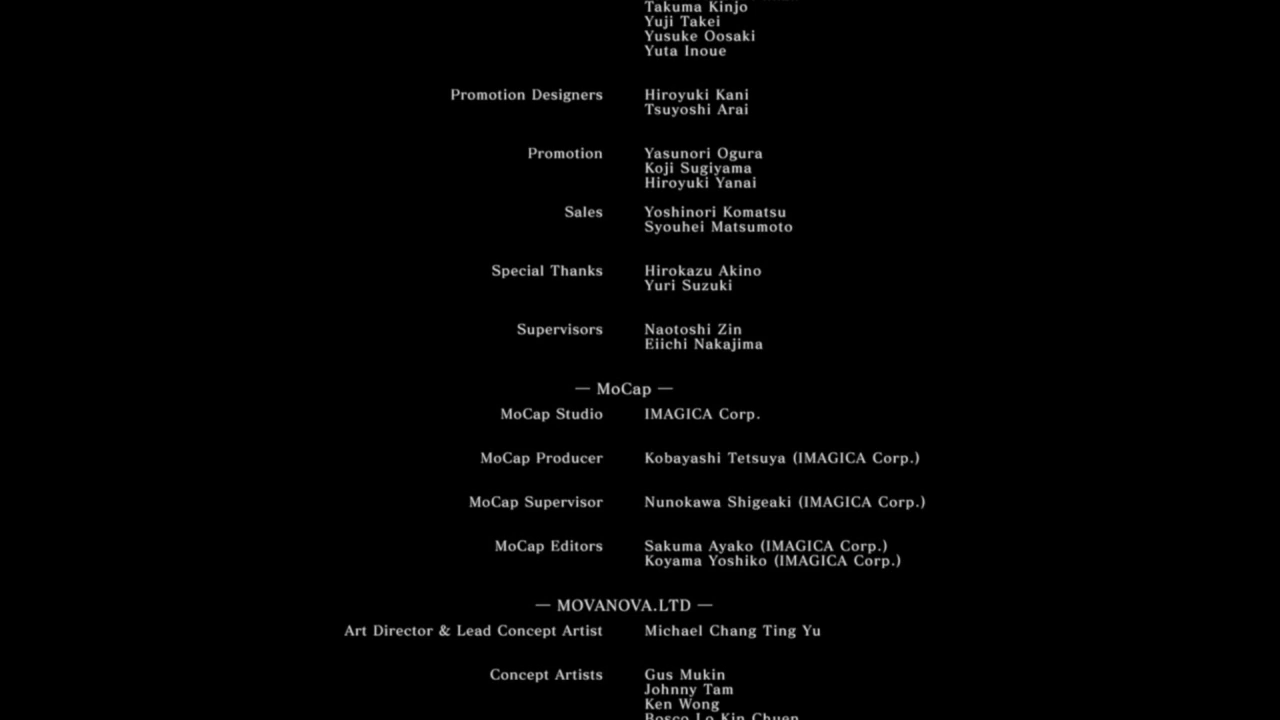 Takuma Kinjo
Yuji Takei
Yusuke Oosaki
Yuta Inoue
Promotion Designers Hiroyuki Kani
Tsuyoshi Arai
Promotion Yasunori Ogura
Koji Sugiyama
Hiroyuki Yanai
Sales Yoshinori Komatsu
Syouhei Matsumoto
Special Thanks Hirokazu Akino
Yuri Suzuki
Supervisors Naotoshi Zin
Eiichi Nakajima
— MoCap —
MoCap Studio IMAGICA Corp.
MoCap Producer Kobayashi Tetsuya (IMAGICA Corp.)
MoCap Supervisor Nunokawa Shigeaki (IMAGICA Corp.)
MoCap Editors Sakuma Ayako (IMAGICA Corp.)
Koyama Yoshiko (IMAGICA Corp.)
— MOVANOVA.LTD —
Art Director & Lead Concept Artist Michael Chang Ting Yu
Concept Artists Gus Mukin
Johnny Tam
Ken Wong
Bosco Lo Kin Chuen